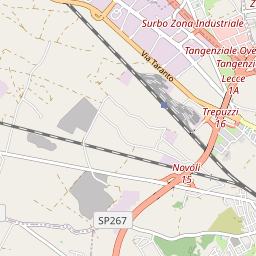 Surbo Zona Industriale
Via Taranto
Tangenziale Ove
Tangenzi
Lecce
1A
Trepuzzi
16
Novoli
15
SP267